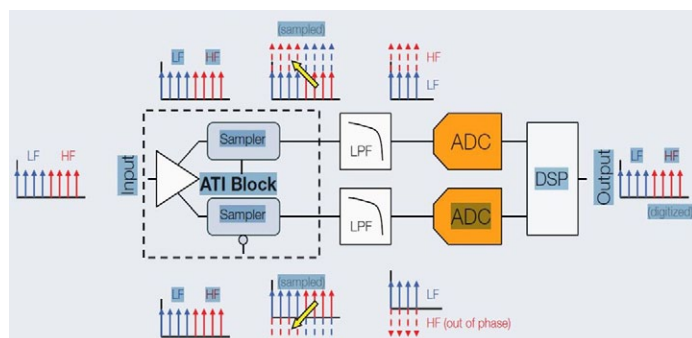 (sampled)
LF HF
HF
LF
Sampler
LPF
ADC
LF HF
Input
ATI Block
DSP
Output
LF HF
(digitized)
Sampler
LPF
ADC
(sampled)
LF HF
LF
HF (out of phase)